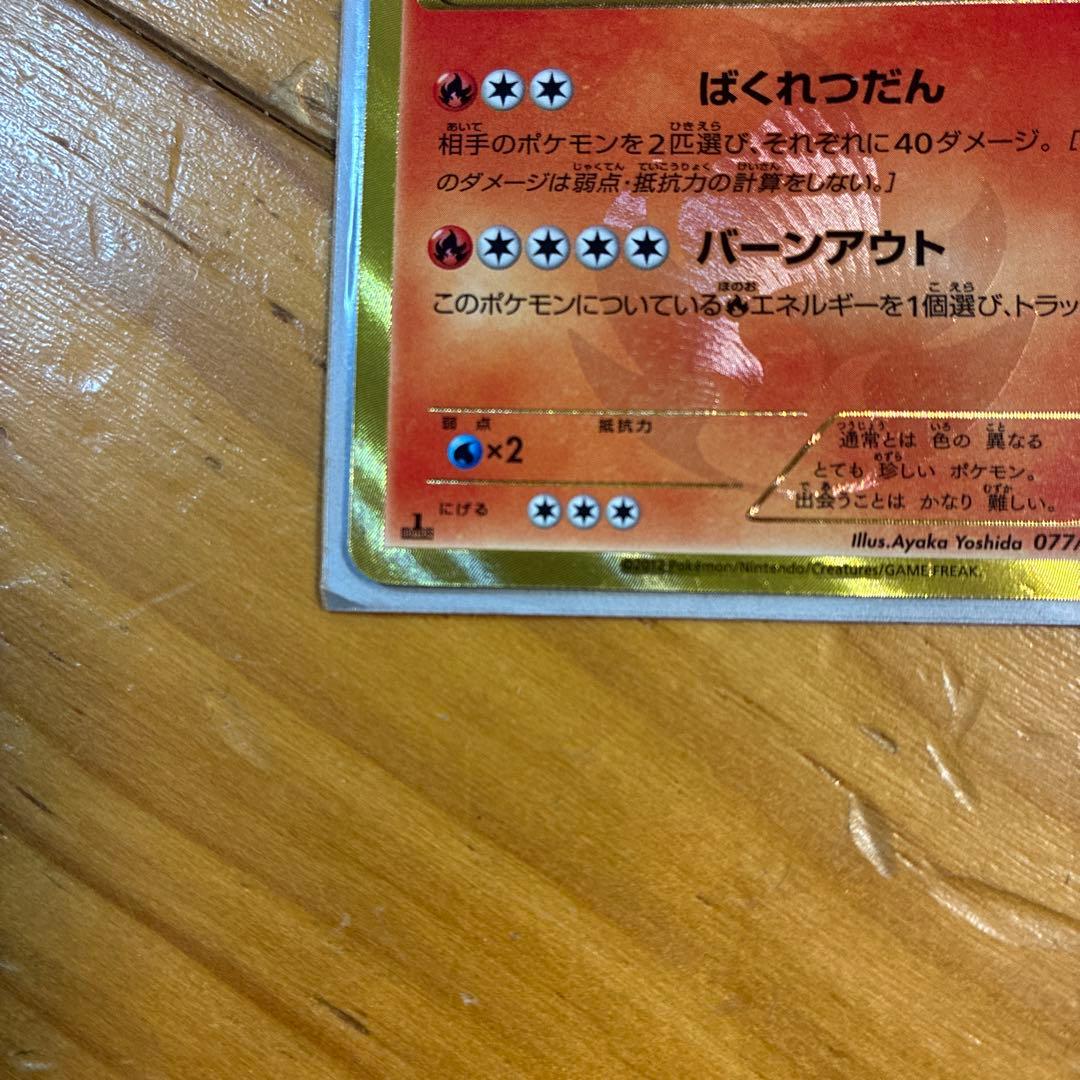 ばくれつだん
相手のポケモンを2匹選び、それぞれに40ダメージ。[
のダメージは弱点・抵抗力の計算をしない。]
バーンアウト
このポケモンについているエネルギーを1個選び、トラッ
弱点 抵抗力
×2
にげる
通常とは 色の 異なる
とても 珍しい ポケモン。
出会うことは かなり 難しい。
1
Illus.Ayaka Yoshida 077/
©2012 Pokémon/Nintendo/Creatures/GAME FREAK.